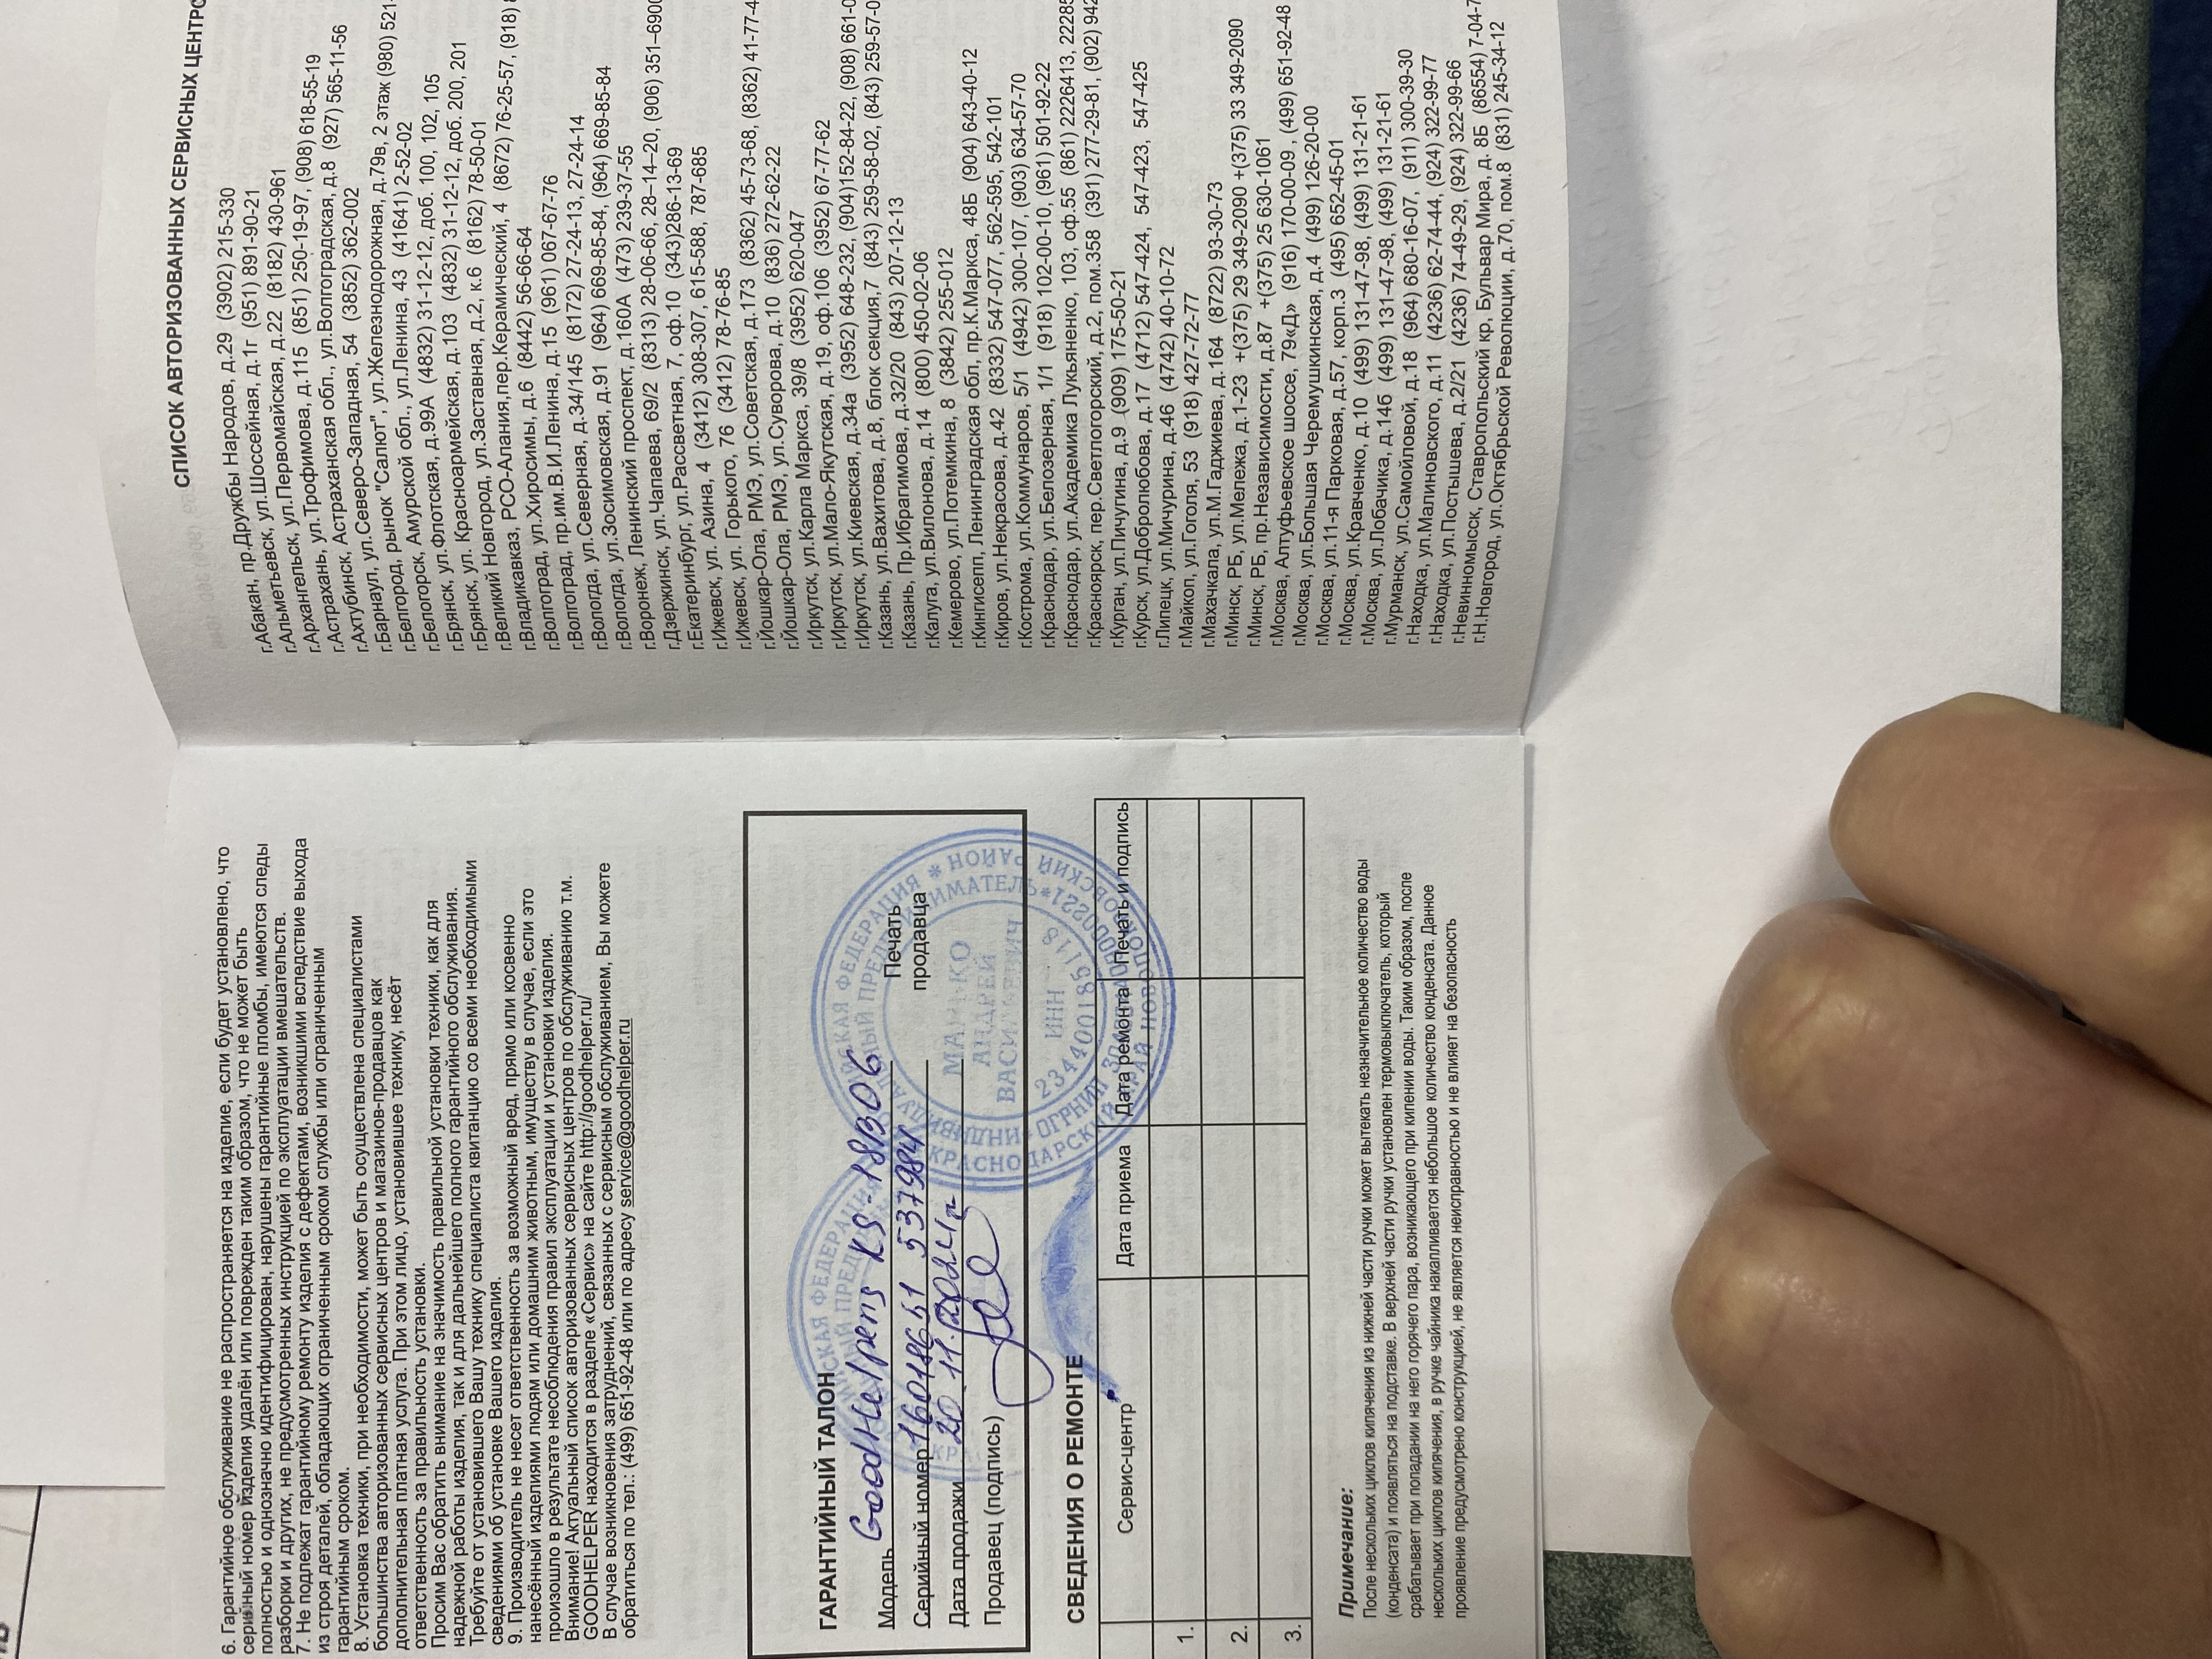 6. Гарантийное обслуживание не распространяется на изделие, если будет установлено, что
серийный номер изделия удалён или поврежден таким образом, что не может быть
полностью и однозначно идентифицирован, нарушены гарантийные пломбы, имеются следы
разборки и других, не предусмотренных инструкцией по эксплуатации вмешательств.
7. Не подлежат гарантийному ремонту изделия с дефектами, возникшими вследствие выхода
из строя деталей, обладающих ограниченным сроком службы или ограниченным
гарантийным сроком.
8. Установка техники, при необходимости, может быть осуществлена специалистами
большинства авторизованных сервисных центров и магазинов-продавцов как
дополнительная платная услуга. При этом лицо, установившее технику, несёт
ответственность за правильность установки.
Просим Вас обратить внимание на значимость правильной установки техники, как для
надежной работы изделия, так и для дальнейшего полного гарантийного обслуживания.
Требуйте от установившего Вашу технику специалиста квитанцию со всеми необходимыми
сведениями об установке Вашего изделия.
9. Производитель не несет ответственность за возможный вред, прямо или косвенно
нанесённый изделиями людям или домашним животным, имуществу в случае, если это
произошло в результате несоблюдения правил эксплуатации и установки изделия.
Внимание! Актуальный список авторизованных сервисных центров по обслуживанию т.м.
GOODHELPER находится в разделе «Сервис» на сайте http://goodhelper.ru/
В случае возникновения затруднений, связанных с сервисным обслуживанием, Вы можете
обратиться по тел.: (499) 651-92-48 или по адресу service@goodhelper.ru
ГАРАНТИЙНЫЙ ТАЛОН
Модель GoodHelpens KS-18B06
Серийный номер 160186 61 537984
Дата продажи 20 11
Продавец (подпись)
Печать
продавца
РОССИЙСКАЯ ФЕДЕРАЦИЯ * КРАСНОДАРСКИЙ КРАЙ НОВОПОКРОВСКИЙ РАЙОН
ИНДИВИДУАЛЬНЫЙ ПРЕДПРИНИМАТЕЛЬ
АНДРЕЙ
ВАСИЛЬЕВИЧ
ИНН
234400185118
ОГРНИП
СВЕДЕНИЯ О РЕМОНТЕ
Сервис-центр Дата приема Дата ремонта Печать и подпись
1.
2.
3.
Примечание:
После нескольких циклов кипячения из нижней части ручки может вытекать незначительное количество воды
(конденсата) и появляться на подставке. В верхней части ручки установлен термовыключатель, который
срабатывает при попадании на него горячего пара, возникающего при кипении воды. Таким образом, после
нескольких циклов кипячения, в ручке чайника накапливается небольшое количество конденсата. Данное
проявление предусмотрено конструкцией, не является неисправностью и не влияет на безопасность
СПИСОК АВТОРИЗОВАННЫХ СЕРВИСНЫХ ЦЕНТРО
г.Абакан, пр.Дружбы Народов, д.29 (3902) 215-330
г.Альметьевск, ул.Шоссейная, д.1г (951) 891-90-21
г.Архангельск, ул.Первомайская, д.22 (8182) 430-961
г.Астрахань, ул.Трофимова, д.115 (851) 250-19-97, (908) 618-55-19
г.Ахтубинск, Астраханская обл., ул.Волгоградская, д.8 (927) 565-11-56
г.Барнаул, ул.Северо-Западная, 54 (3852) 362-002
г.Белгород, рынок "Салют", ул.Железнодорожная, д.79в, 2 этаж (980) 521-
г.Белогорск, Амурской обл., ул.Ленина, 43 (41641) 2-52-02
г.Брянск, ул.Флотская, д.99А (4832) 31-12-12, доб. 100, 102, 105
г.Брянск, ул. Красноармейская, д.103 (4832) 31-12-12, доб. 200, 201
г.Великий Новгород, ул.Заставная, д.2, к.6 (8162) 78-50-01
г.Владикавказ, РСО-Алания,пер.Керамический, 4 (8672) 76-25-57, (918)
г.Волгоград, ул.Хиросимы, д.6 (8442) 56-66-64
г.Волгоград, пр.им.В.И.Ленина, д.15 (961) 067-67-76
г.Вологда, ул.Северная, д.34/145 (8172) 27-24-13, 27-24-14
г.Вологда, ул.Зосимовская, д.91 (964) 669-85-84, (964) 669-85-84
г.Воронеж, Ленинский проспект, д.160А (473) 239-37-55
г.Дзержинск, ул.Чапаева, 69/2 (8313) 28-06-66, 28–14–20, (906) 351–6900
г.Екатеринбург, ул.Рассветная, 7, оф.10 (343)286-13-69
г.Ижевск, ул. Азина, 4 (3412) 308-307, 615-588, 787-685
г.Ижевск, ул. Горького, 76 (3412) 78-76-85
г.Йошкар-Ола, РМЭ, ул.Советская, д.173 (8362) 45-73-68, (8362) 41-77-4
г.Йошкар-Ола, РМЭ, ул.Суворова, д.10 (836) 272-62-22
г.Иркутск, ул.Карла Маркса, 39/8 (3952) 620-047
г.Иркутск, ул.Мало-Якутская, д.19, оф.106 (3952) 67-77-62
г.Иркутск, ул.Киевская, д.34а (3952) 648-232, (904)152-84-22, (908) 661-0
г.Казань, ул.Вахитова, д.8, блок секция,7 (843) 259-58-02, (843) 259-57-0
г.Казань, Пр.Ибрагимова, д.32/20 (843) 207-12-13
г.Калуга, ул.Вилонова, д.14 (800) 450-02-06
г.Кемерово, ул.Потемкина, 8 (3842) 255-012
г.Кингисепп, Ленинградская обл, пр.К.Маркса, 48Б (904) 643-40-12
г.Киров, ул.Некрасова, д.42 (8332) 547-077, 562-595, 542-101
г.Кострома, ул.Коммунаров, 5/1 (4942) 300-107, (903) 634-57-70
г.Краснодар, ул.Белозерная, 1/1 (918) 102-00-10, (961) 501-92-22
г.Краснодар, ул.Академика Лукьяненко, 103, оф.55 (861) 2226413, 22285
г.Красноярск, пер.Светлогорский, д.2, пом.358 (391) 277-29-81, (902) 942
г.Курган, ул.Пичугина, д.9 (909) 175-50-21
г.Курск, ул.Добролюбова, д.17 (4712) 547-424, 547-423, 547-425
г.Липецк, ул.Мичурина, д.46 (4742) 40-10-72
г.Майкоп, ул.Гоголя, 53 (918) 427-72-77
г.Махачкала, ул.М.Гаджиева, д.164 (8722) 93-30-73
г.Минск, РБ, ул.Мележа, д.1-23 +(375) 29 349-2090 +(375) 33 349-2090
г.Минск, РБ, пр.Независимости, д.87 +(375) 25 630-1061
г.Москва, Алтуфьевское шоссе, 79«Д» (916) 170-00-09 , (499) 651-92-48
г.Москва, ул.Большая Черемушкинская, д.4 (499) 126-20-00
г.Москва, ул.11-я Парковая, д.57, корп.3 (495) 652-45-01
г.Москва, ул.Кравченко, д.10 (499) 131-47-98, (499) 131-21-61
г.Москва, ул.Лобачика, д.14б (499) 131-47-98, (499) 131-21-61
г.Мурманск, ул.Самойловой, д.18 (964) 680-16-07, (911) 300-39-30
г.Находка, ул.Малиновского, д.11 (4236) 62-74-44, (924) 322-99-77
г.Находка, ул.Постышева, д.2/21 (4236) 74-49-29, (924) 322-99-66
г.Невинномысск, Ставропольский кр, Бульвар Мира, д. 8Б (86554) 7-04-7
г.Н.Новгород, ул.Октябрьской Революции, д.70, пом.8 (831) 245-34-12